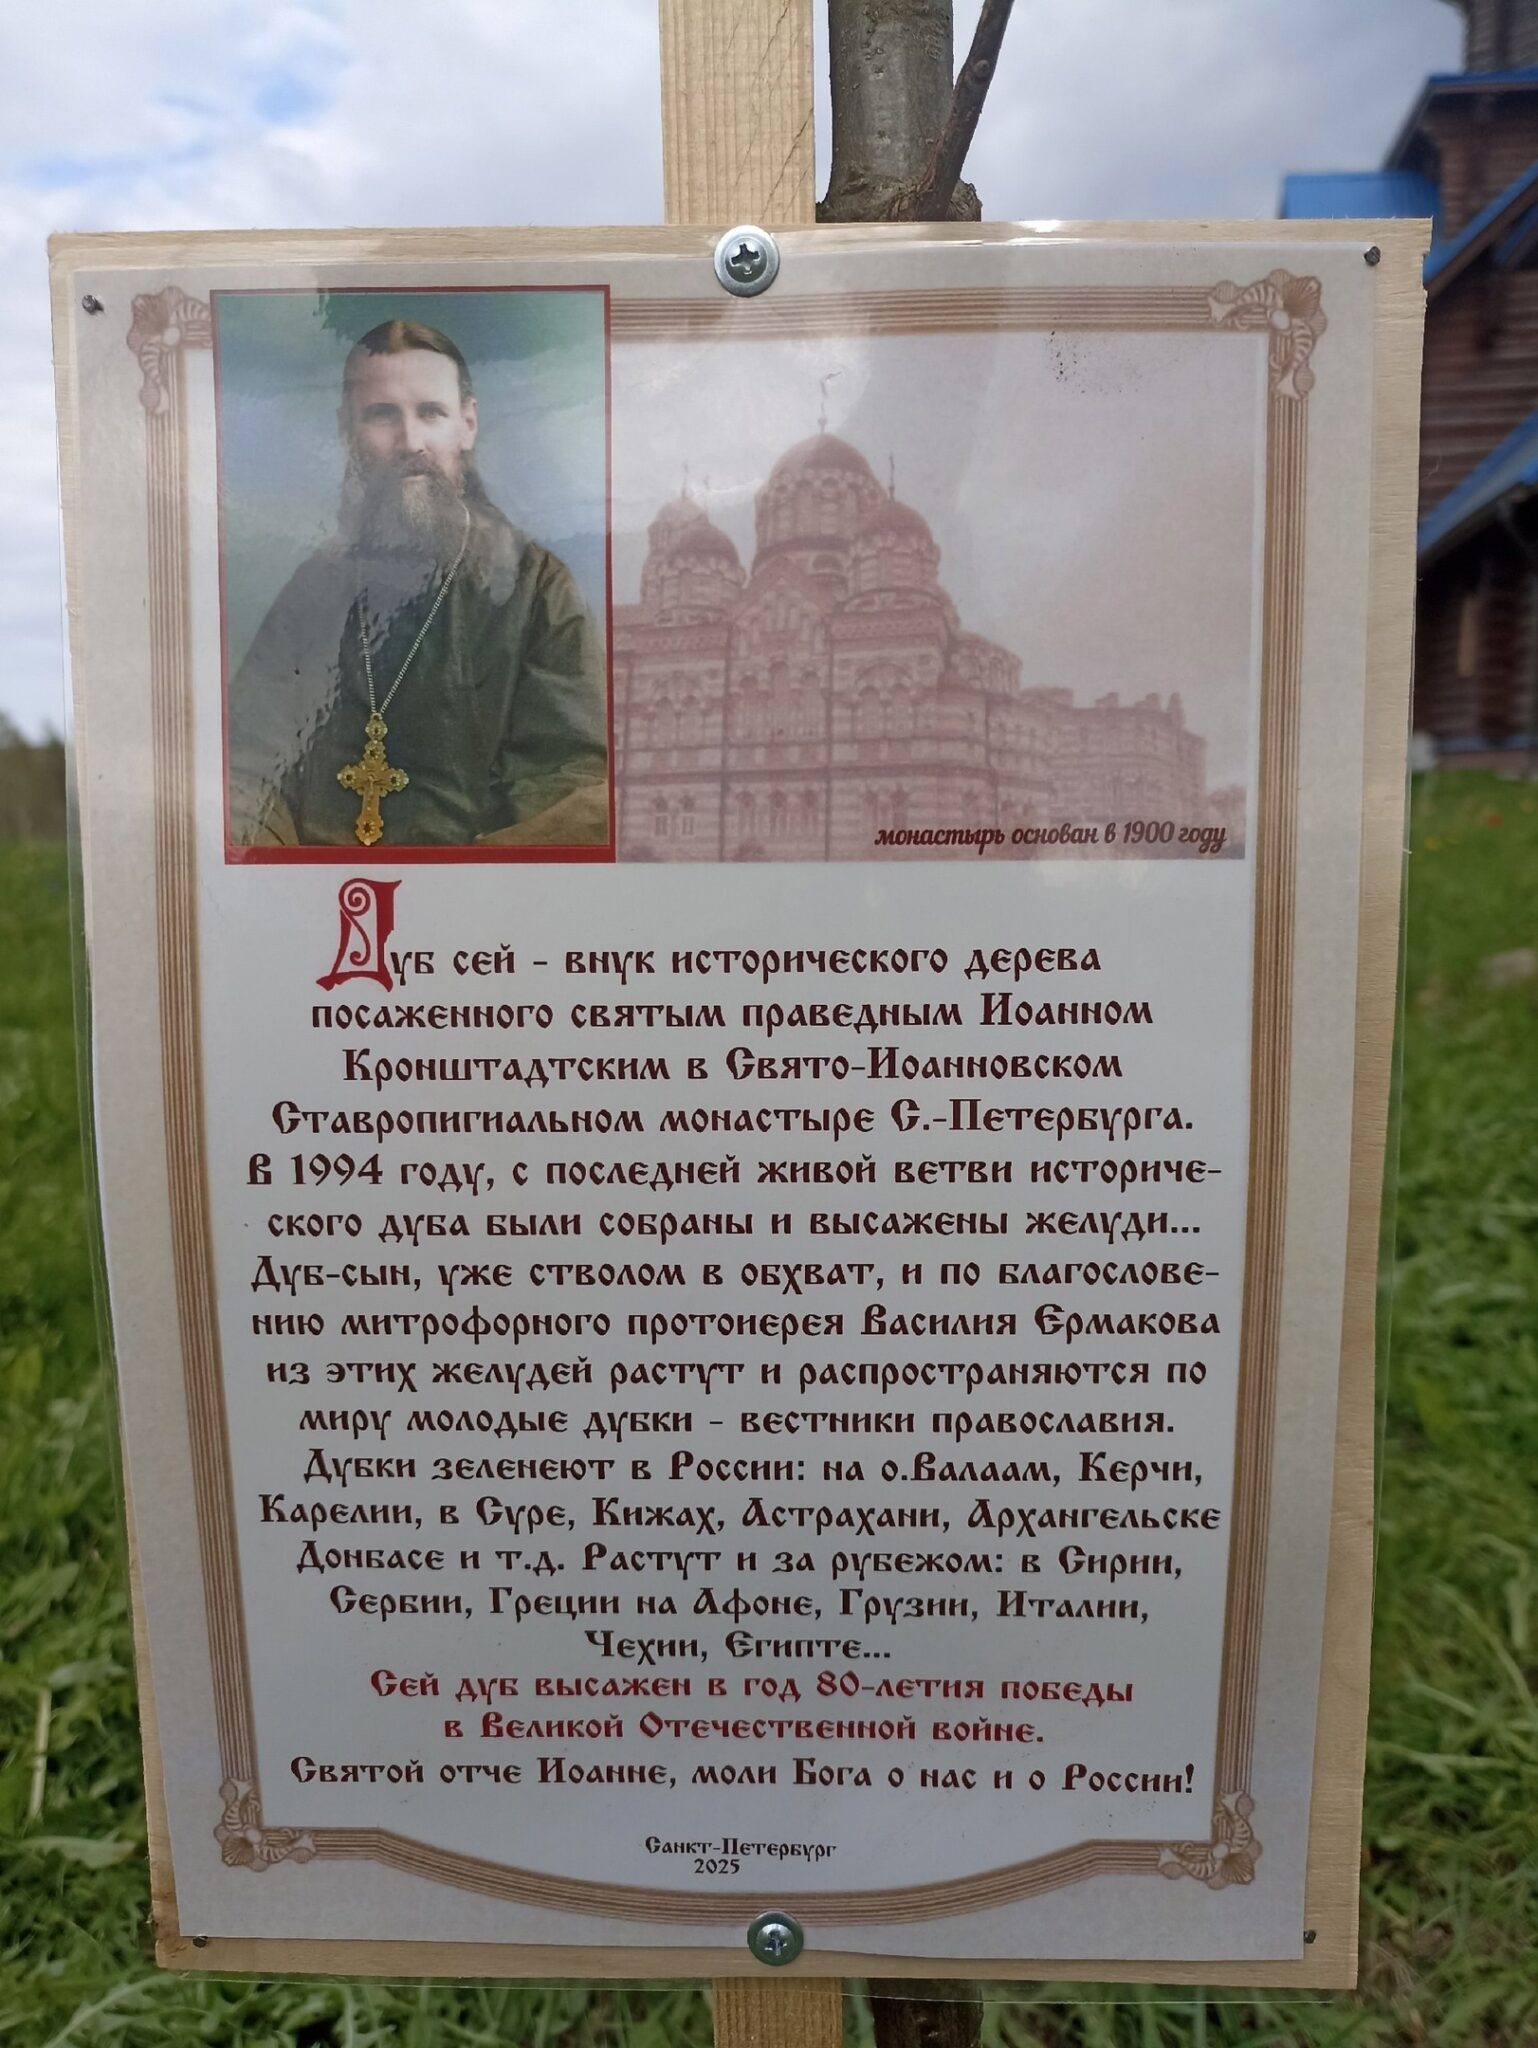 монастырь основан в 1900 году
Дуб сей - внук исторического дерева
посаженного святым праведным Иоанном
Кронштадтским в Свято-Иоанновском
Ставропигиальном монастыре С.-Петербурга.
В 1994 году, с последней живой ветви историче-
ского дуба были собраны и высажены желуди...
Дуб-сын, уже стволом в обхват, и по благослове-
нию митрофорного протоиерея Василия Ермакова
из этих желудей растут и распространяются по
миру молодые дубки - вестники православия.
Дубки зеленеют в России: на о.Валаам, Керчи,
Карелии, в Суре, Кижах, Астрахани, Архангельске
Донбасе и т.д. Растут и за рубежом: в Сирии,
Сербии, Греции на Афоне, Грузии, Италии,
Чехии, Египте...
Сей дуб высажен в год 80-летия победы
в Великой Отечественной войне.
Святой отче Иоанне, моли Бога о нас и о России!
Санкт-Петербург
2025